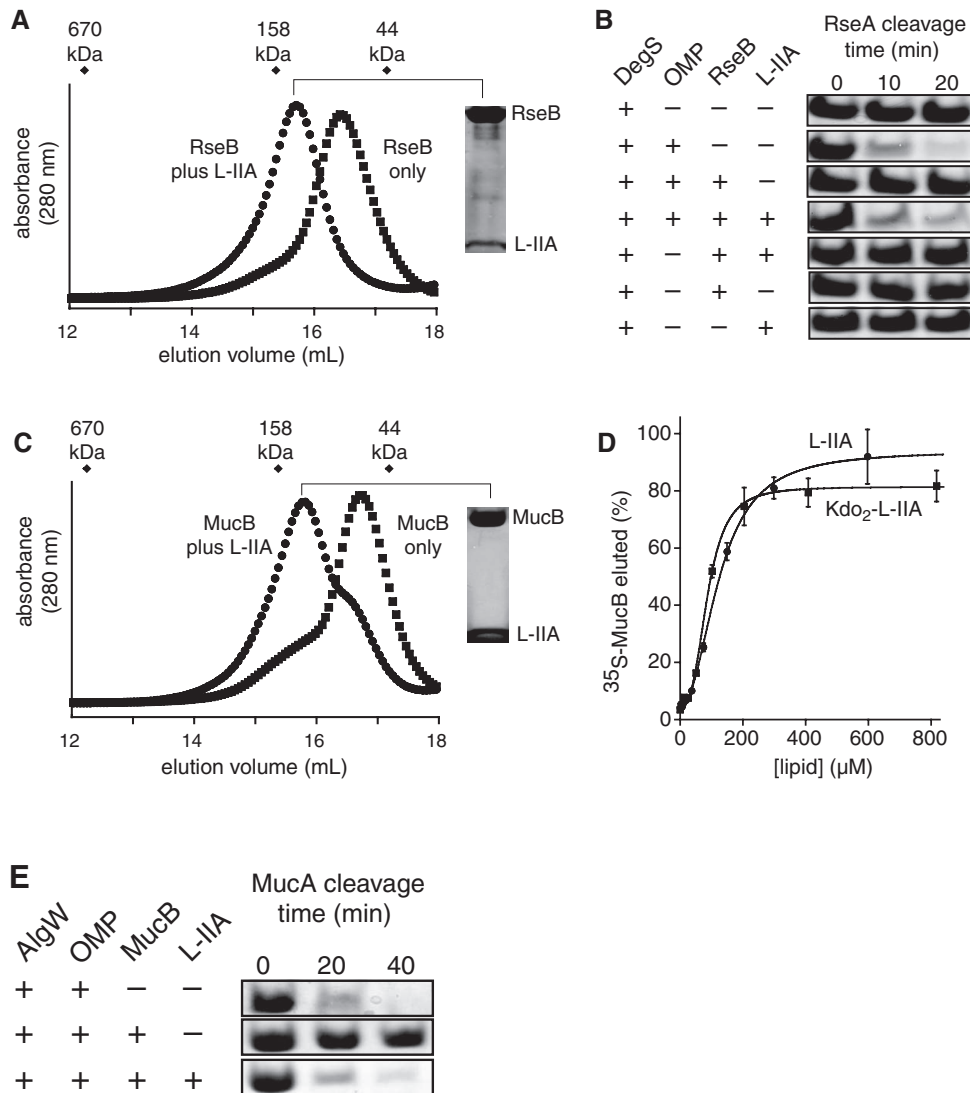 A
670 158 44
kDa kDa kDa
absorbance
(280 nm)
RseB
plus L-IIA
RseB
only
RseB
L-IIA
12 14 16 18
elution volume (mL)
B
DegS OMP RseB L-IIA
RseA cleavage
time (min)
0 10 20
+ − − −
+ + − −
+ + + −
+ + + +
+ − + +
+ − + −
+ − − +
C
670 158 44
kDa kDa kDa
absorbance
(280 nm)
MucB
plus L-IIA
MucB
only
MucB
L-IIA
12 14 16 18
elution volume (mL)
D
35S-MucB eluted (%)
100
80
60
40
20
0
L-IIA
Kdo2-L-IIA
0 200 400 600 800
[lipid] (µM)
E
AlgW OMP MucB L-IIA
MucA cleavage
time (min)
0 20 40
+ + − −
+ + + −
+ + + +